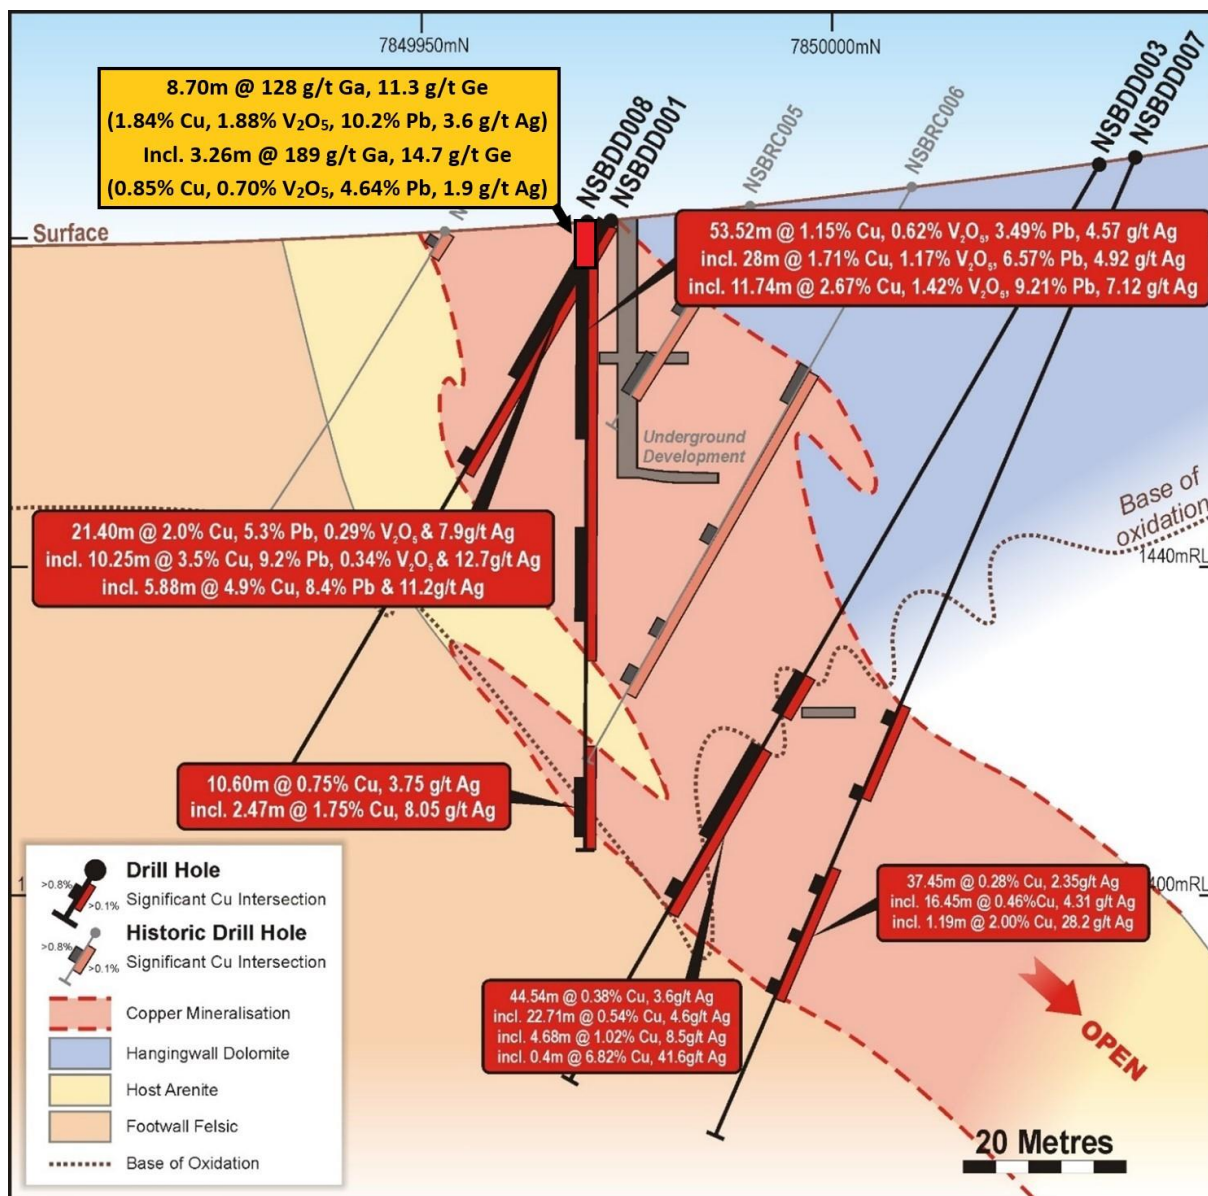 7849950mN
7850000mN
8.70m @ 128 g/t Ga, 11.3 g/t Ge
(1.84% Cu, 1.88% V₂O₅, 10.2% Pb, 3.6 g/t Ag)
Incl. 3.26m @ 189 g/t Ga, 14.7 g/t Ge
(0.85% Cu, 0.70% V₂O₅, 4.64% Pb, 1.9 g/t Ag)
NSBDD008
NSBDD001
NSBRC005
NSBRC006
NSBDD003
NSBDD007
Surface
53.52m @ 1.15% Cu, 0.62% V₂O₅, 3.49% Pb, 4.57 g/t Ag
incl. 28m @ 1.71% Cu, 1.17% V₂O₅, 6.57% Pb, 4.92 g/t Ag
incl. 11.74m @ 2.67% Cu, 1.42% V₂O₅, 9.21% Pb, 7.12 g/t Ag
Underground
Development
Base of
oxidation
1440mRL
21.40m @ 2.0% Cu, 5.3% Pb, 0.29% V₂O₅ & 7.9g/t Ag
incl. 10.25m @ 3.5% Cu, 9.2% Pb, 0.34% V₂O₅ & 12.7g/t Ag
incl. 5.88m @ 4.9% Cu, 8.4% Pb & 11.2g/t Ag
10.60m @ 0.75% Cu, 3.75 g/t Ag
incl. 2.47m @ 1.75% Cu, 8.05 g/t Ag
37.45m @ 0.28% Cu, 2.35g/t Ag
incl. 16.45m @ 0.46%Cu, 4.31 g/t Ag
incl. 1.19m @ 2.00% Cu, 28.2 g/t Ag
400mRL
44.54m @ 0.38% Cu, 3.6g/t Ag
incl. 22.71m @ 0.54% Cu, 4.6g/t Ag
incl. 4.68m @ 1.02% Cu, 8.5g/t Ag
incl. 0.4m @ 6.82% Cu, 41.6g/t Ag
OPEN
20 Metres
Drill Hole
>0.8%
>0.1%
Significant Cu Intersection
Historic Drill Hole
>0.8%
>0.1%
Significant Cu Intersection
Copper Mineralisation
Hangingwall Dolomite
Host Arenite
Footwall Felsic
Base of Oxidation